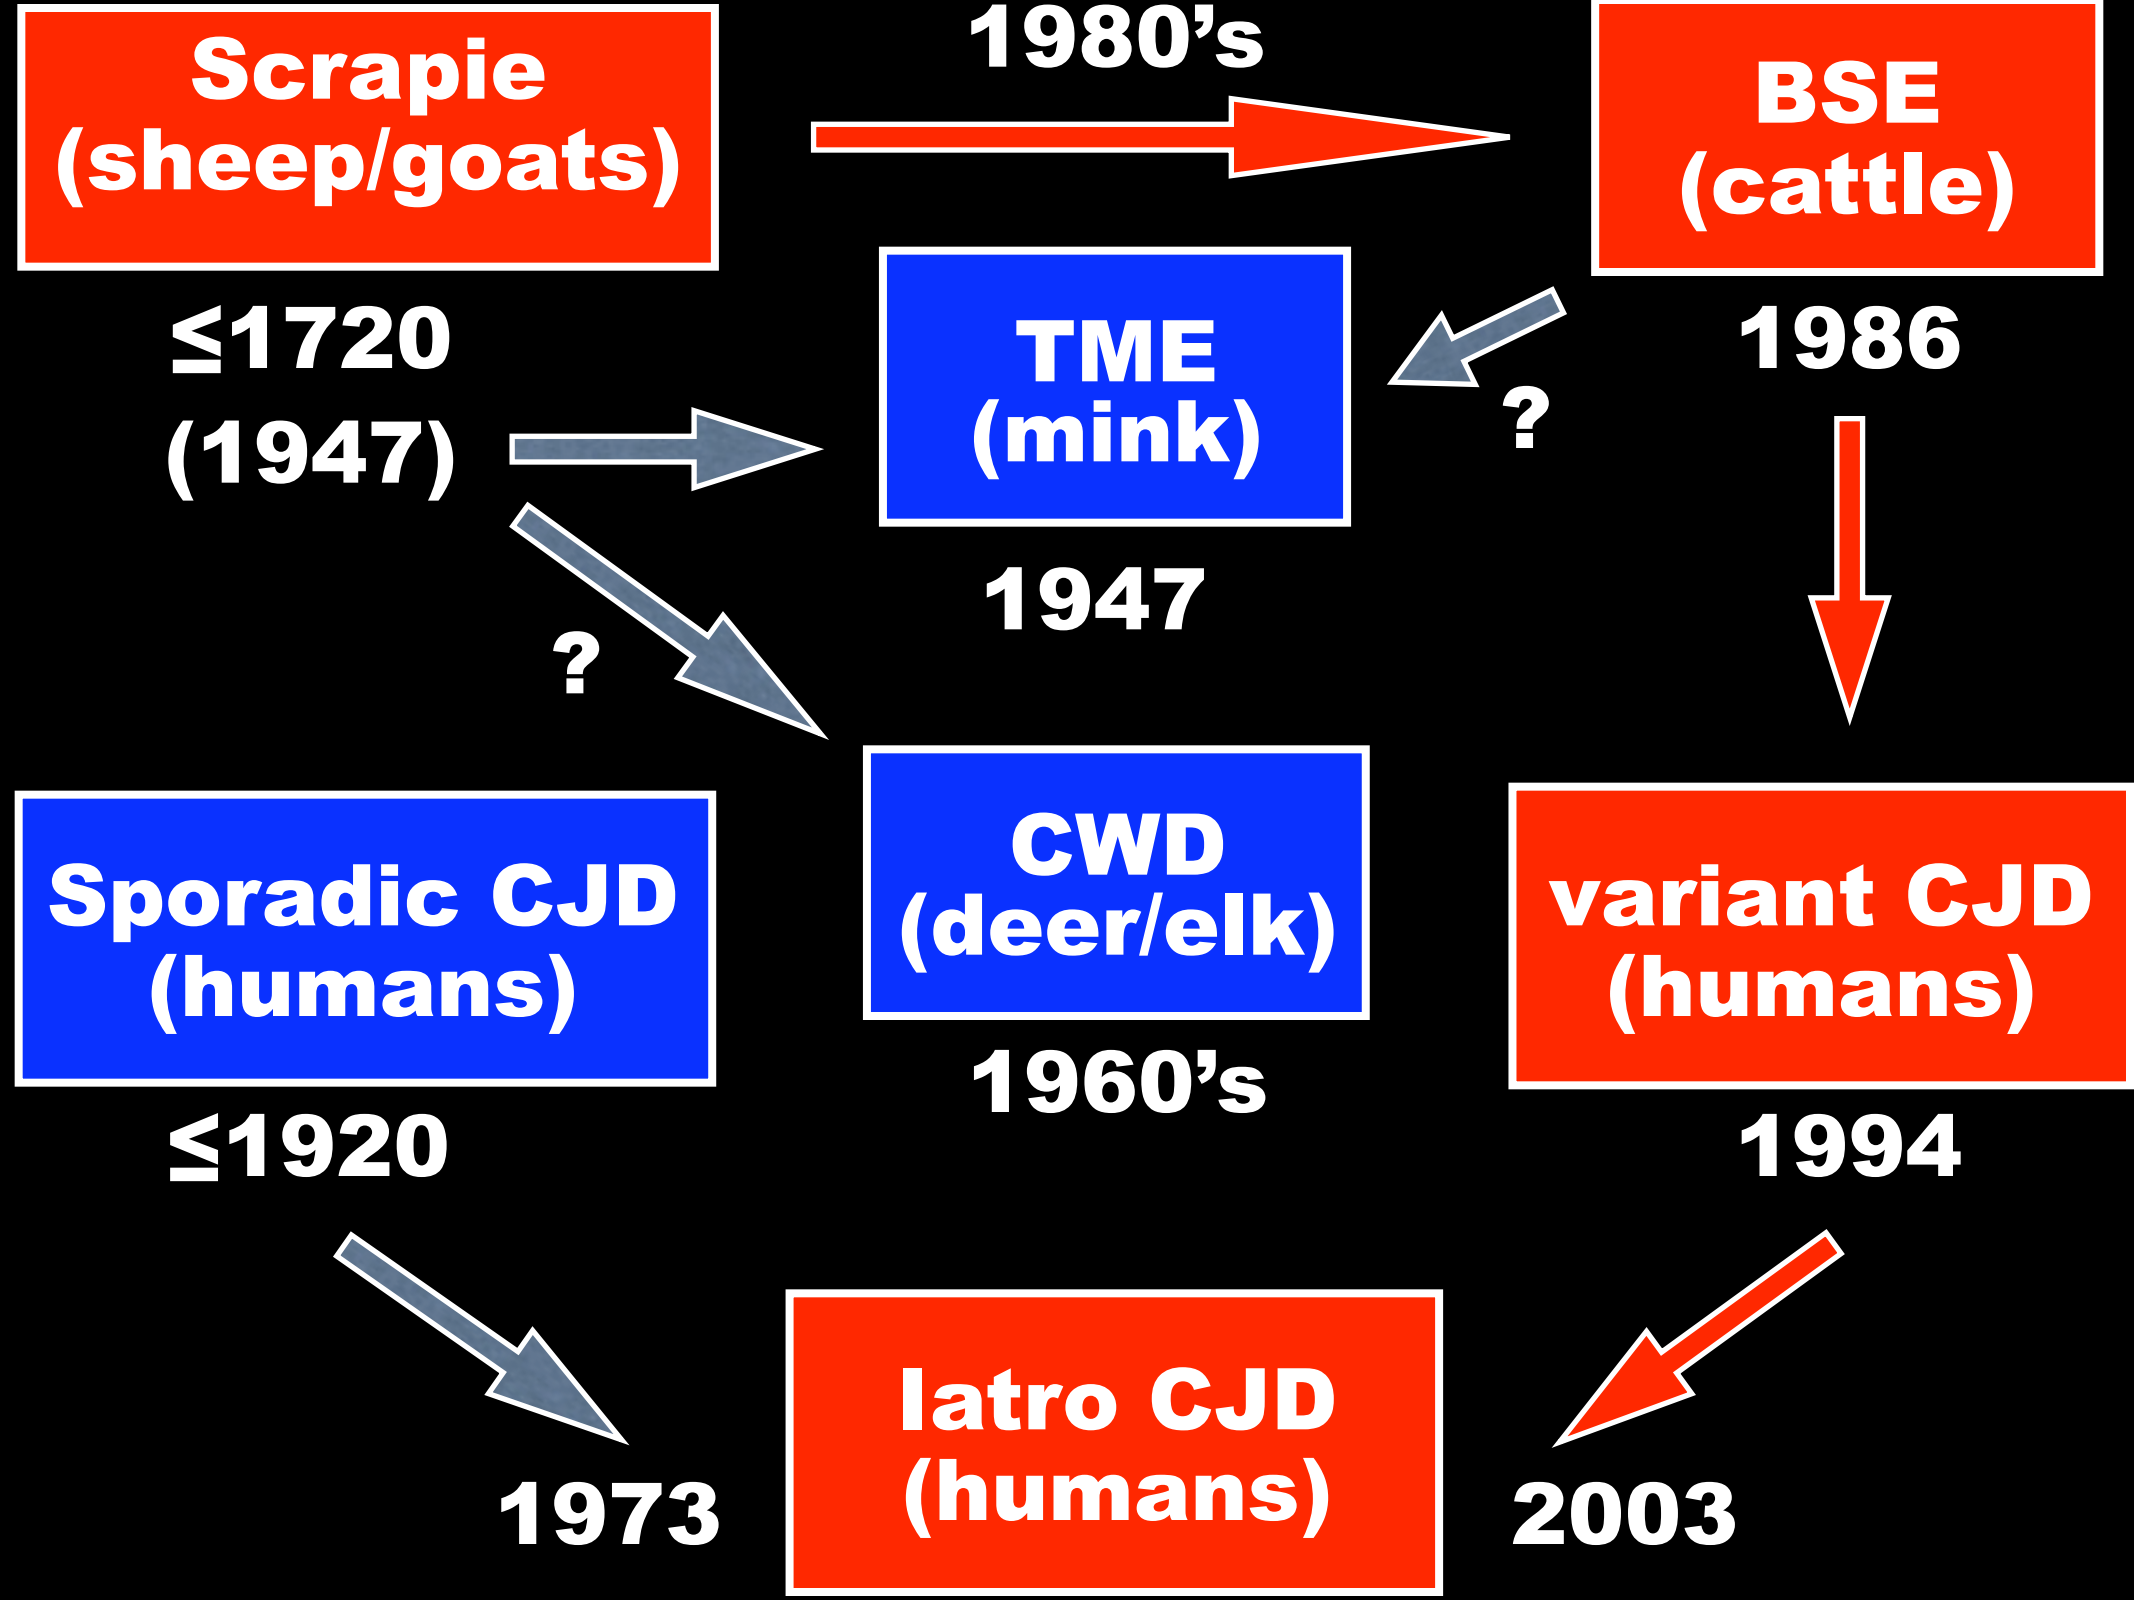 Scrapie
(sheep/goats)
≤1720
(1947)
1980’s
BSE
(cattle)
1986
TME
(mink)
1947
?
?
Sporadic CJD
(humans)
≤1920
CWD
(deer/elk)
1960’s
variant CJD
(humans)
1994
1973
Iatro CJD
(humans)
2003